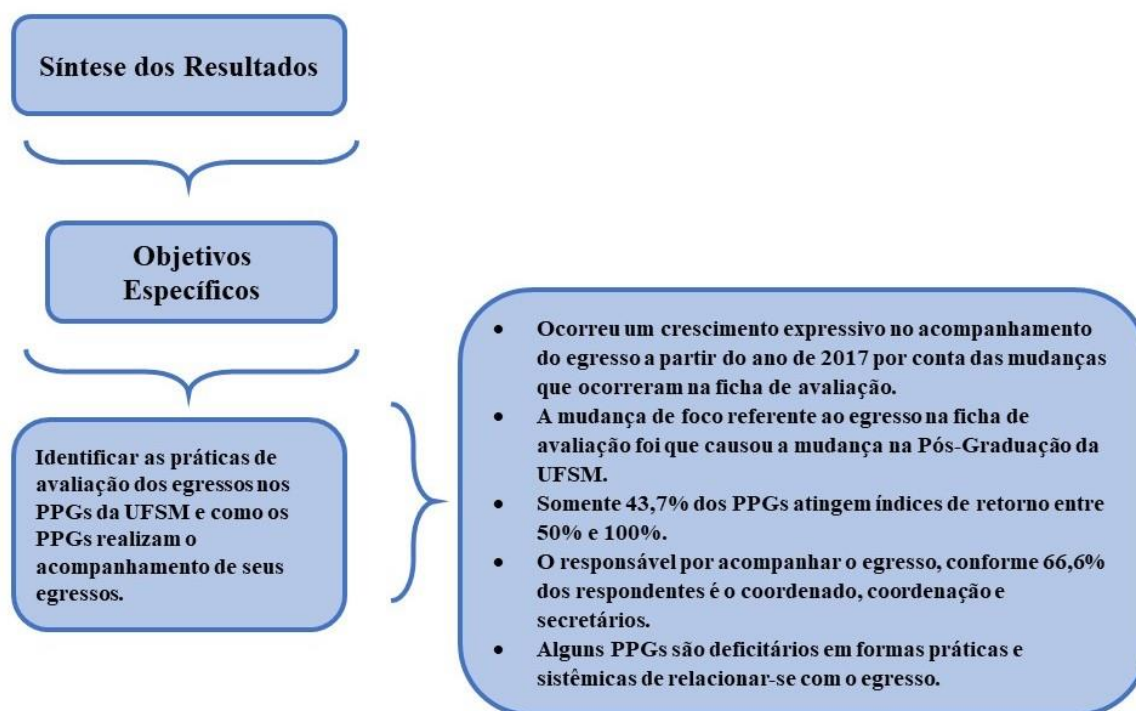 Síntese dos Resultados
Objetivos
Específicos
Identificar as práticas de
avaliação dos egressos nos
PPGs da UFSM e como os
PPGs realizam o
acompanhamento de seus
egressos.
• Ocorreu um crescimento expressivo no acompanhamento
do egresso a partir do ano de 2017 por conta das mudanças
que ocorreram na ficha de avaliação.
• A mudança de foco referente ao egresso na ficha de
avaliação foi que causou a mudança na Pós-Graduação da
UFSM.
• Somente 43,7% dos PPGs atingem índices de retorno entre
50% e 100%.
• O responsável por acompanhar o egresso, conforme 66,6%
dos respondentes é o coordenado, coordenação e
secretários.
• Alguns PPGs são deficitários em formas práticas e
sistêmicas de relacionar-se com o egresso.